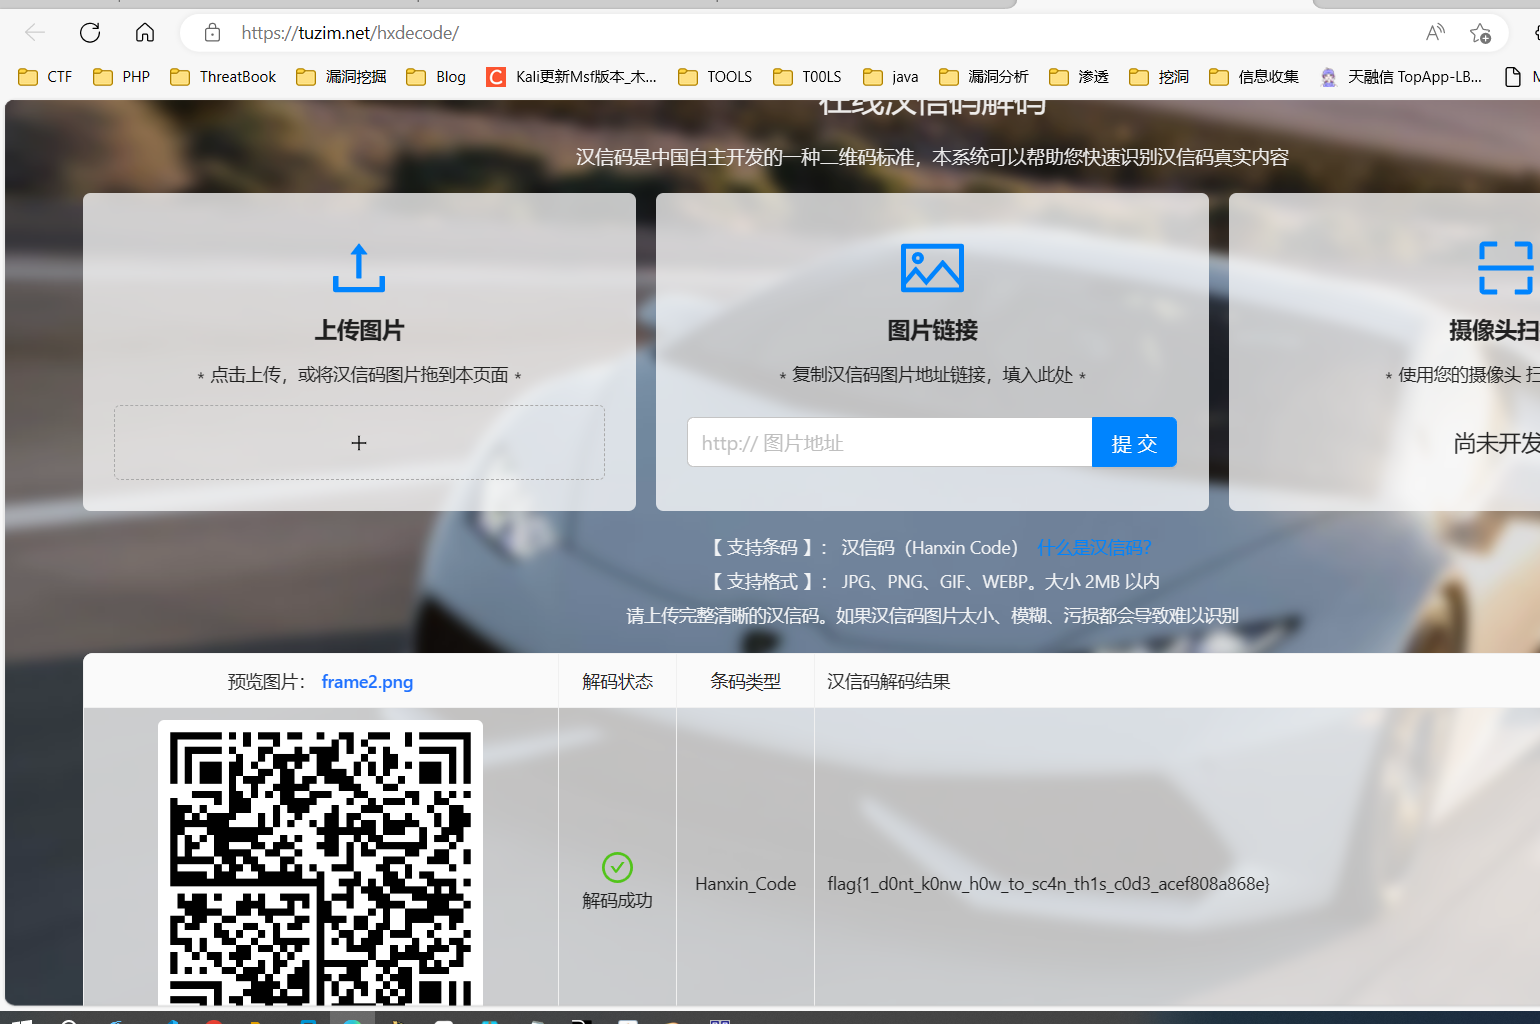 https://tuzim.net/hxdecode/
CTF PHP ThreatBook 漏洞挖掘 Blog Kali更新Msf版本_木... TOOLS T00LS java 漏洞分析 渗透 挖洞 信息收集 天融信 TopApp-LB...
在线汉信码解码
汉信码是中国自主开发的一种二维码标准，本系统可以帮助您快速识别汉信码真实内容
上传图片
* 点击上传，或将汉信码图片拖到本页面 *
+
图片链接
* 复制汉信码图片地址链接，填入此处 *
http:// 图片地址 提 交
摄像头扫
* 使用您的摄像头 扫
尚未开发
【 支持条码 】： 汉信码（Hanxin Code） 什么是汉信码?
【 支持格式 】： JPG、PNG、GIF、WEBP。大小 2MB 以内
请上传完整清晰的汉信码。如果汉信码图片太小、模糊、污损都会导致难以识别
预览图片： frame2.png 解码状态 条码类型 汉信码解码结果
解码成功 Hanxin_Code flag{1_d0nt_k0nw_h0w_to_sc4n_th1s_c0d3_acef808a868e}